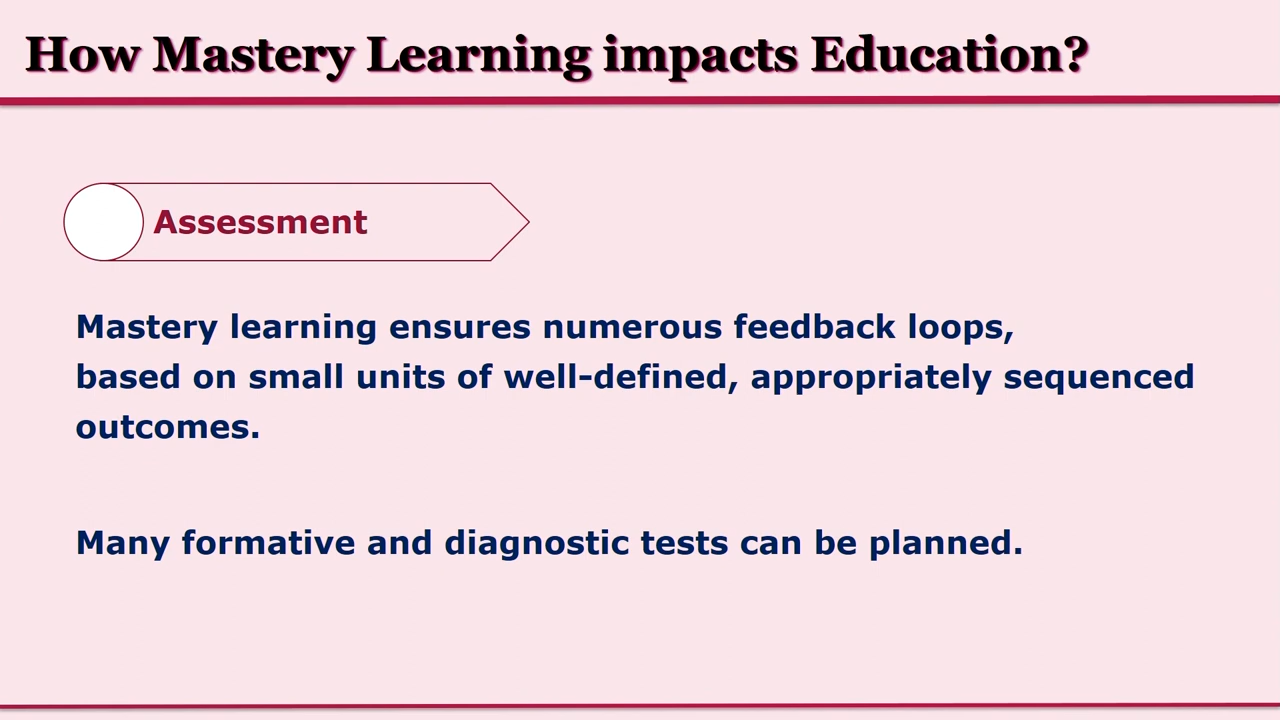 How Mastery Learning impacts Education?
Assessment
Mastery learning ensures numerous feedback loops,
based on small units of well-defined, appropriately sequenced
outcomes.
Many formative and diagnostic tests can be planned.